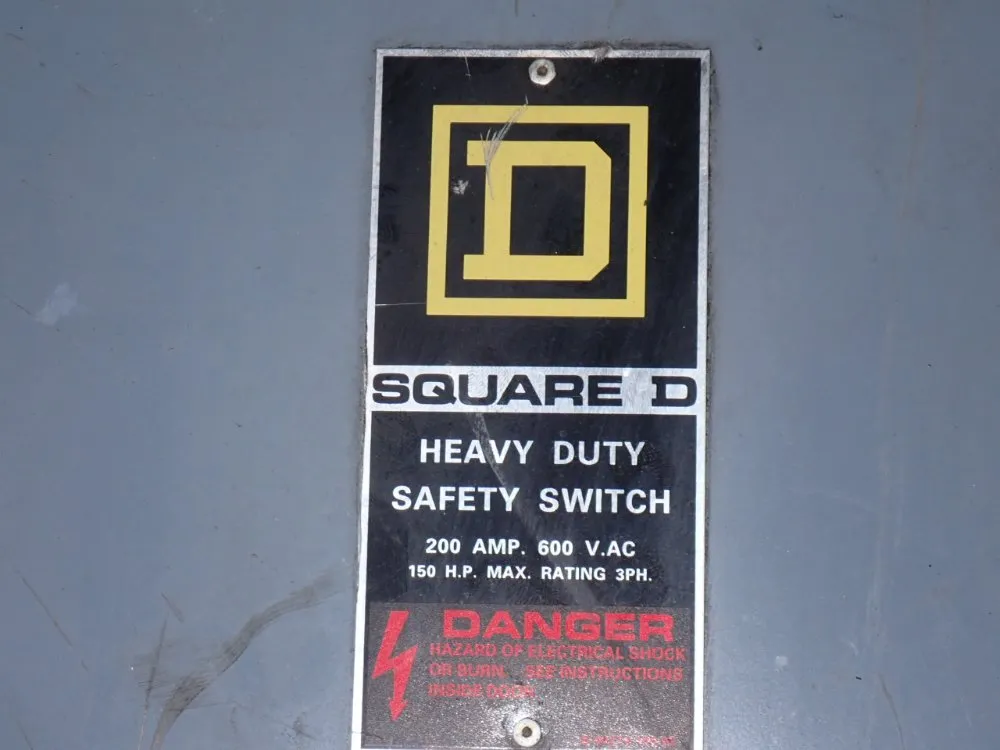 D
SQUARE D
HEAVY DUTY
SAFETY SWITCH
200 AMP. 600 V.AC
150 H.P. MAX. RATING 3PH.
DANGER
HAZARD OF ELECTRICAL SHOCK
OR BURN. SEE INSTRUCTIONS
INSIDE DOOR